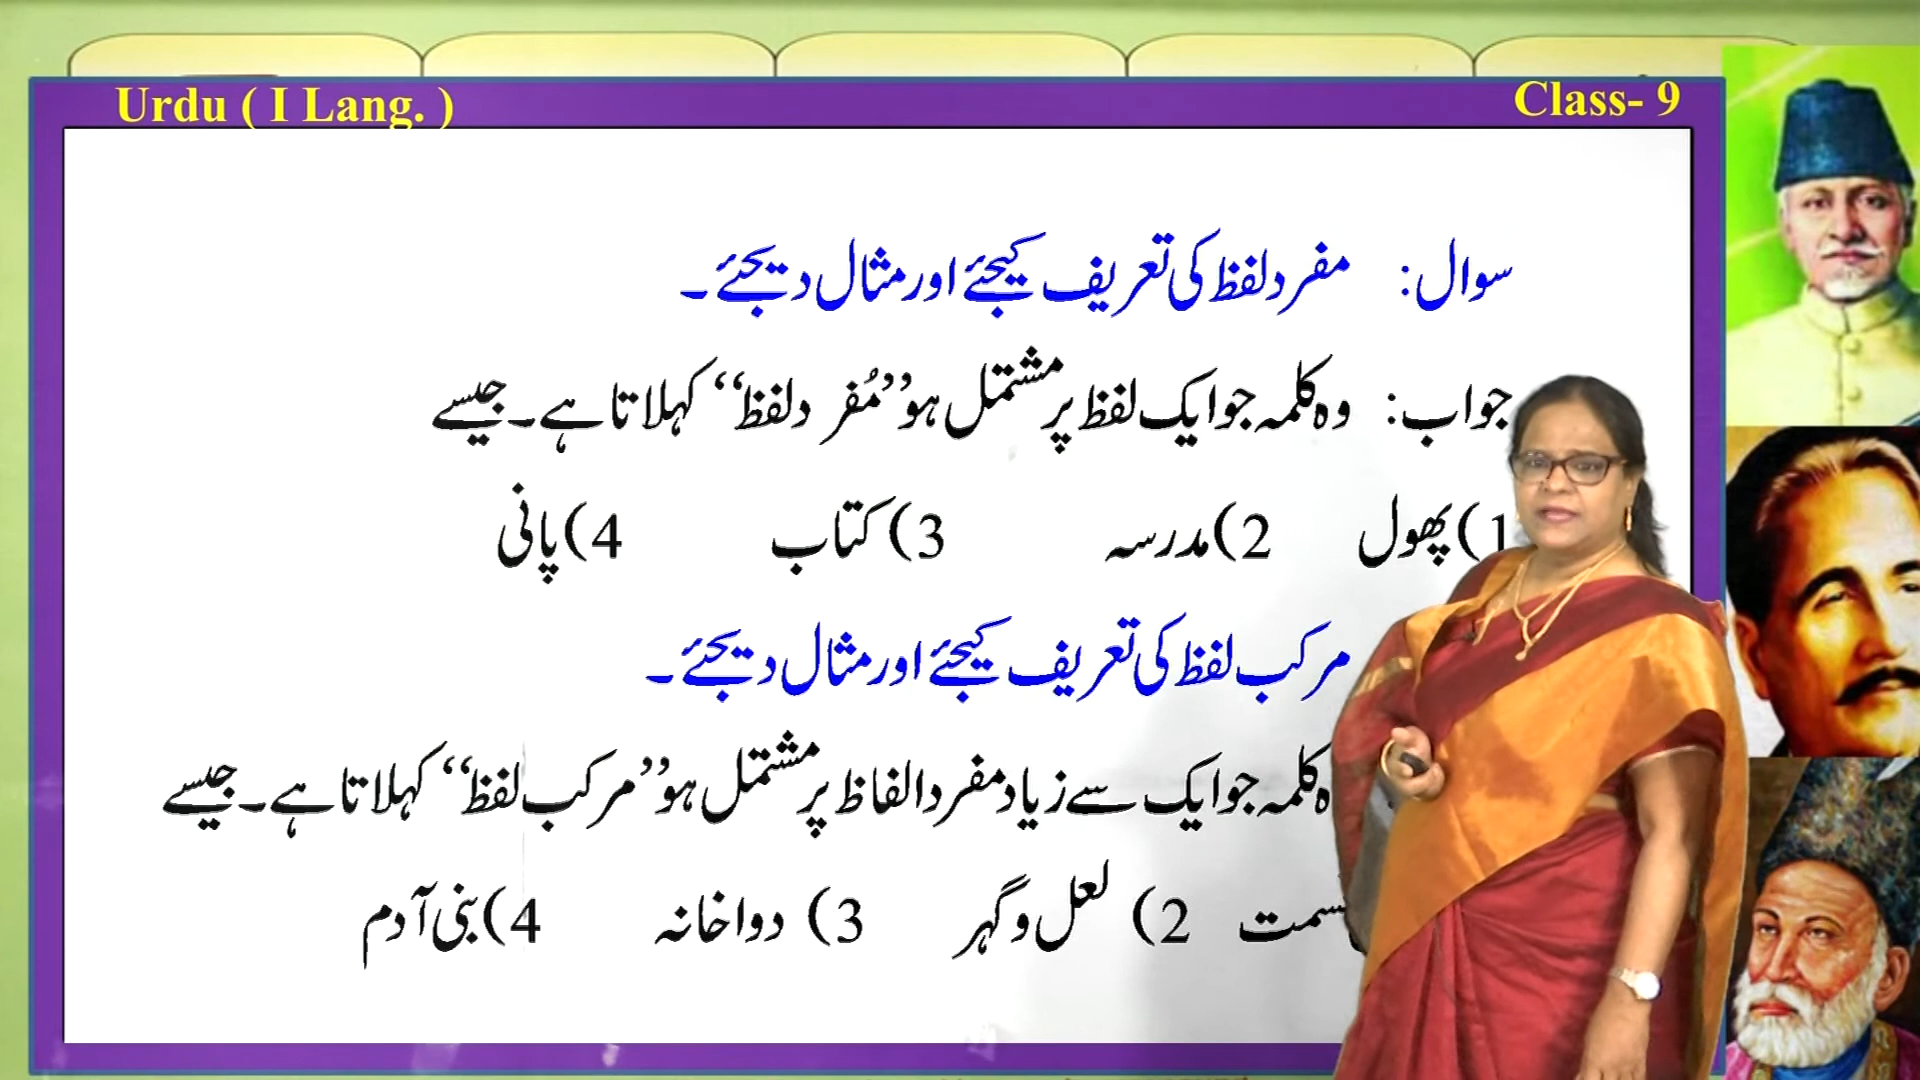 Urdu ( I Lang. )
Class- 9
سوال: مفرد لفظ کی تعریف کیجئے اور مثال دیجئے۔
جواب: وہ کلمہ جو ایک لفظ پر مشتمل ہو ’’مُفرد لفظ‘‘ کہلاتا ہے۔ جیسے
1) پھول 2) مدرسہ 3) کتاب 4) پانی
مرکب لفظ کی تعریف کیجئے اور مثال دیجئے۔
کلمہ جو ایک سے زیاد مفرد الفاظ پر مشتمل ہو ’’مرکب لفظ‘‘ کہلاتا ہے۔ جیسے
2) لعل و گہر 3) دوا خانہ 4) بنی آدم